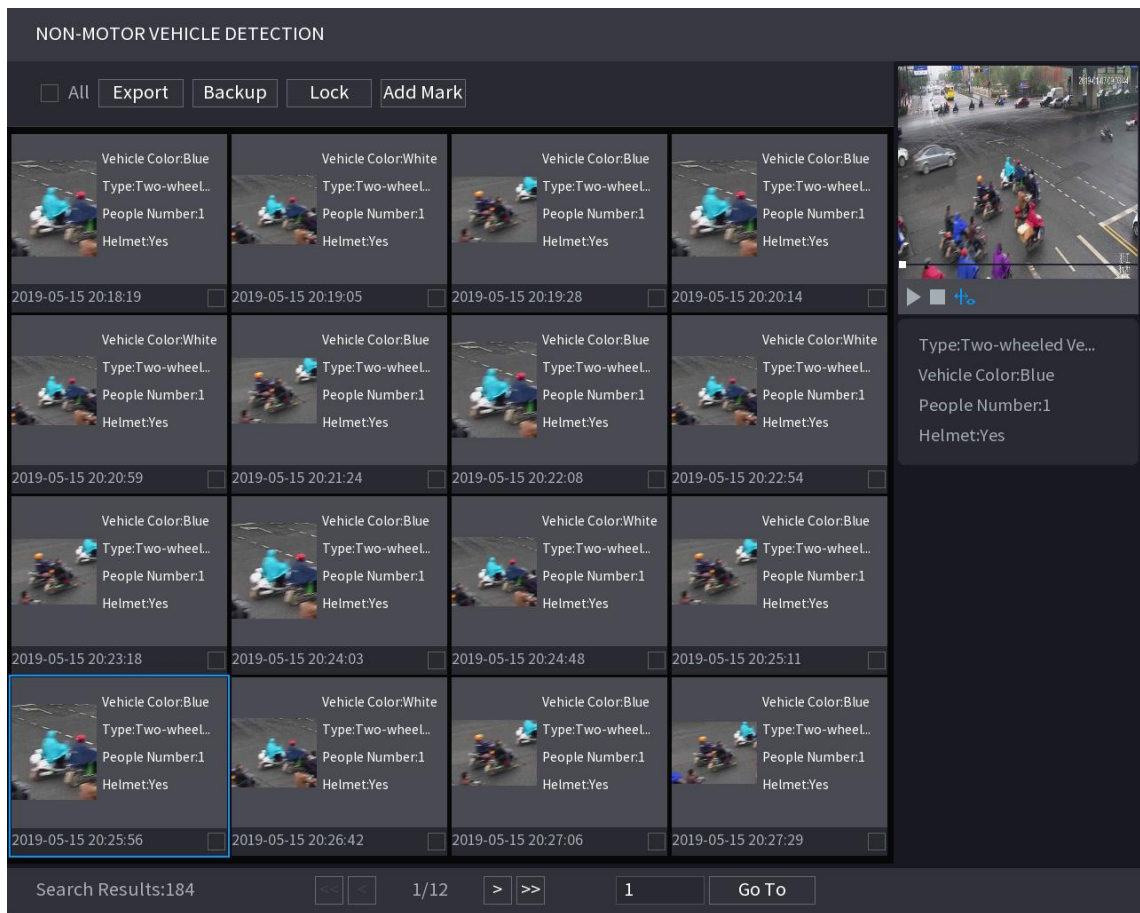 NON-MOTOR VEHICLE DETECTION
All Export Backup Lock Add Mark
Vehicle Color:Blue
Type:Two-wheel...
People Number:1
Helmet:Yes
2019-05-15 20:18:19
Vehicle Color:White
Type:Two-wheel...
People Number:1
Helmet:Yes
2019-05-15 20:19:05
Vehicle Color:Blue
Type:Two-wheel...
People Number:1
Helmet:Yes
2019-05-15 20:19:28
Vehicle Color:Blue
Type:Two-wheel...
People Number:1
Helmet:Yes
2019-05-15 20:20:14
Vehicle Color:White
Type:Two-wheel...
People Number:1
Helmet:Yes
2019-05-15 20:20:59
Vehicle Color:Blue
Type:Two-wheel...
People Number:1
Helmet:Yes
2019-05-15 20:21:24
Vehicle Color:Blue
Type:Two-wheel...
People Number:1
Helmet:Yes
2019-05-15 20:22:08
Vehicle Color:White
Type:Two-wheel...
People Number:1
Helmet:Yes
2019-05-15 20:22:54
Vehicle Color:Blue
Type:Two-wheel...
People Number:1
Helmet:Yes
2019-05-15 20:23:18
Vehicle Color:Blue
Type:Two-wheel...
People Number:1
Helmet:Yes
2019-05-15 20:24:03
Vehicle Color:White
Type:Two-wheel...
People Number:1
Helmet:Yes
2019-05-15 20:24:48
Vehicle Color:Blue
Type:Two-wheel...
People Number:1
Helmet:Yes
2019-05-15 20:25:11
Vehicle Color:Blue
Type:Two-wheel...
People Number:1
Helmet:Yes
2019-05-15 20:25:56
Vehicle Color:White
Type:Two-wheel...
People Number:1
Helmet:Yes
2019-05-15 20:26:42
Vehicle Color:Blue
Type:Two-wheel...
People Number:1
Helmet:Yes
2019-05-15 20:27:06
Vehicle Color:Blue
Type:Two-wheel...
People Number:1
Helmet:Yes
2019-05-15 20:27:29
Type:Two-wheeled Ve...
Vehicle Color:Blue
People Number:1
Helmet:Yes
Search Results:184 << < 1/12 > >> 1 Go To